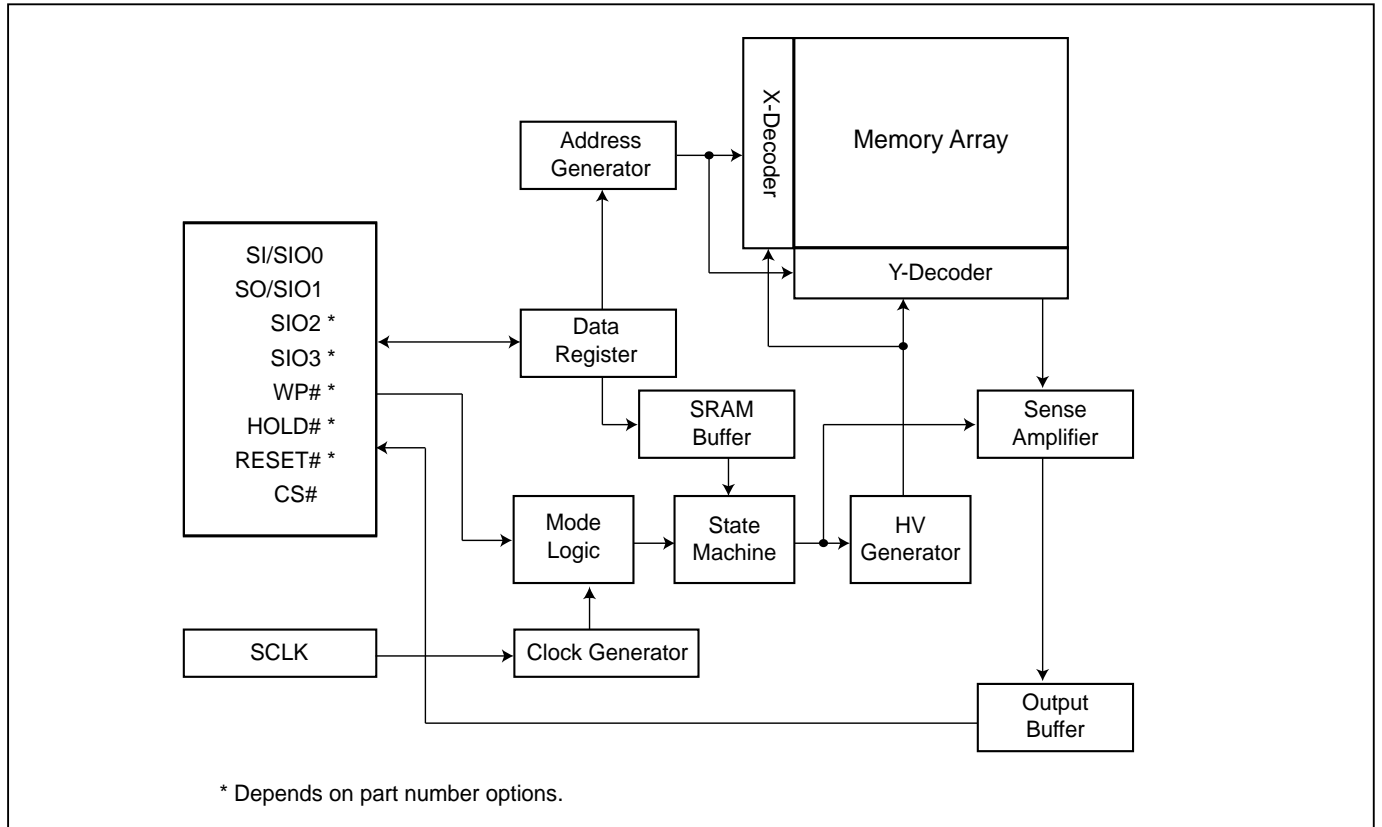 X-Decoder
Memory Array
Address
Generator
SI/SIO0
SO/SIO1
SIO2 *
SIO3 *
WP# *
HOLD# *
RESET# *
CS#
Y-Decoder
Data
Register
SRAM
Buffer
Sense
Amplifier
Mode
Logic
State
Machine
HV
Generator
SCLK
Clock Generator
Output
Buffer
* Depends on part number options.